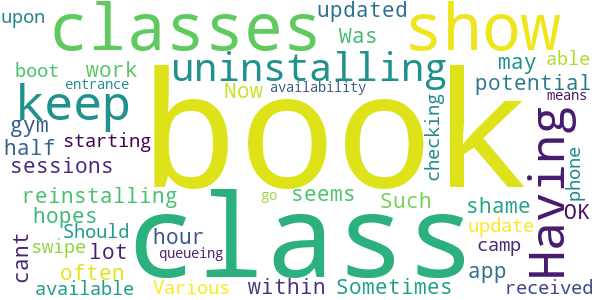 upon
classes
updated
show
Was
boot
work
uninstalling
may
able
entrance
keep
Now
availability
potential
means
gym
book
checking
Having
half
starting
sessions
phone
OK
reinstalling
class
go
seems
Such
shame
hopes
Should
hour
update
cant
swipe
lot
queueing
camp
app
often
available
Various
within
Sometimes
received